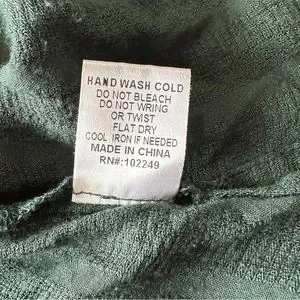 HAND WASH COLD
DO NOT BLEACH
DO NOT WRING
OR TWIST
FLAT DRY
COOL IRON IF NEEDED
MADE IN CHINA
RN#:102249